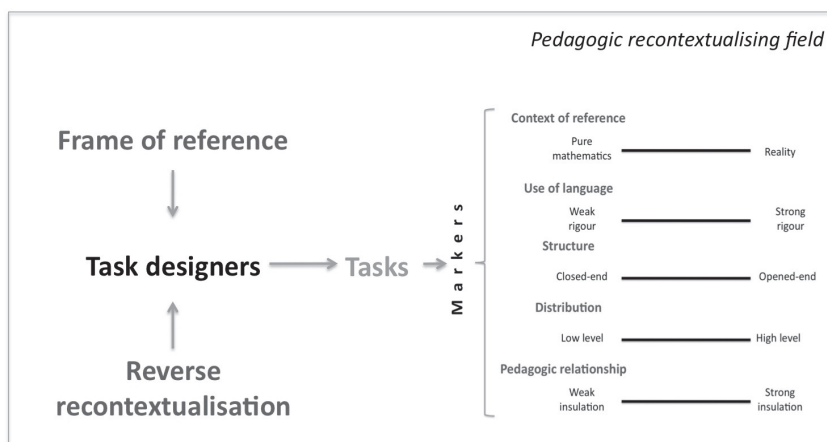 Pedagogic recontextualising field
Frame of reference
Task designers
Tasks
Reverse
recontextualisation
Markers
Context of reference
Pure
mathematics
Reality
Use of language
Weak
rigour
Strong
rigour
Structure
Closed-end
Opened-end
Distribution
Low level
High level
Pedagogic relationship
Weak
insulation
Strong
insulation